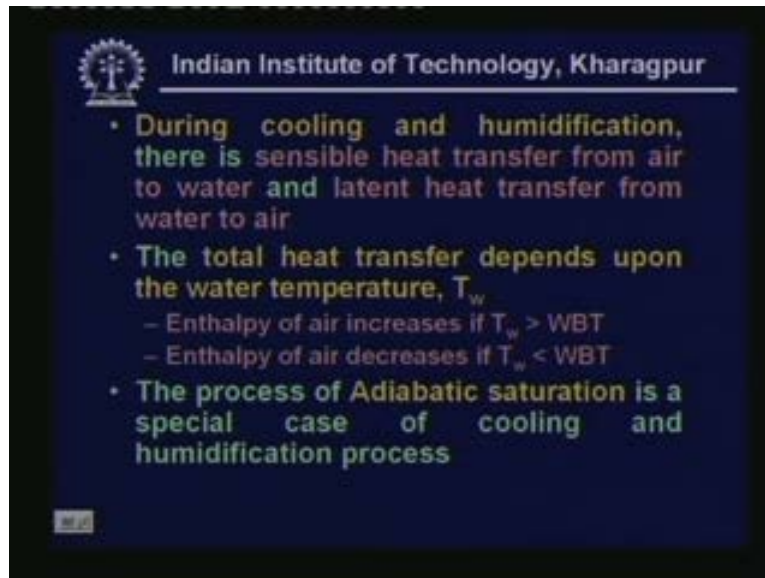 Indian Institute of Technology, Kharagpur
• During cooling and humidification,
there is sensible heat transfer from air
to water and latent heat transfer from
water to air
• The total heat transfer depends upon
the water temperature, Tw
– Enthalpy of air increases if Tw > WBT
– Enthalpy of air decreases if Tw < WBT
• The process of Adiabatic saturation is a
special case of cooling and
humidification process